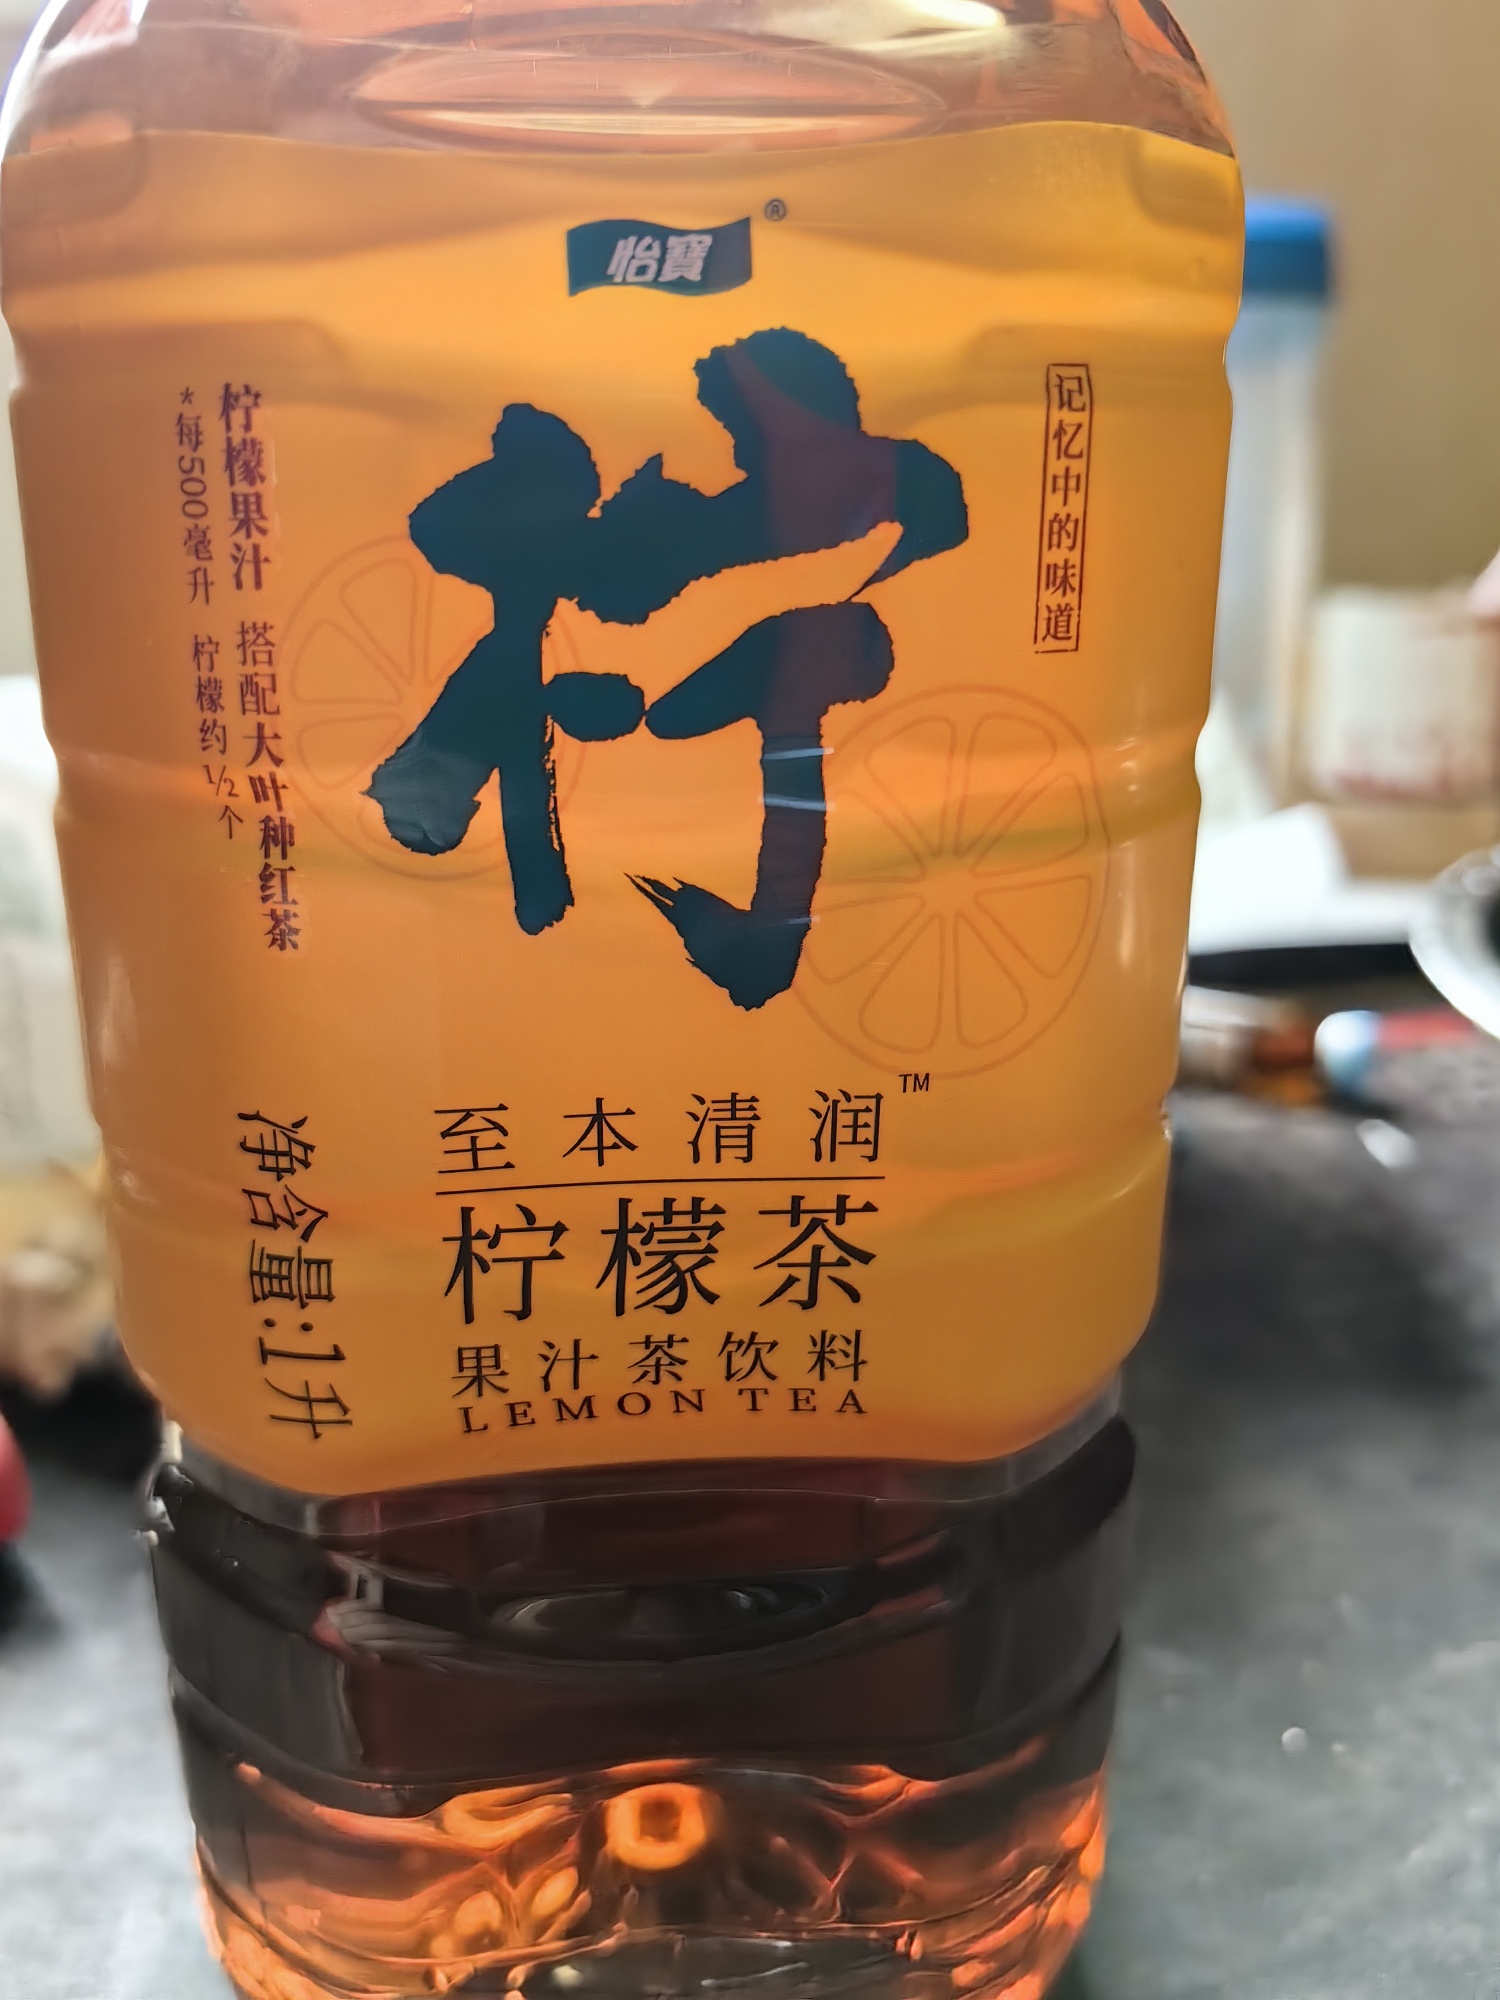 怡寶®
柠
记忆中的味道
柠檬果汁 搭配大叶种红茶
*每500毫升 柠檬约1/2个
至本清润™
柠檬茶
果汁茶饮料
LEMON TEA
净含量:1升